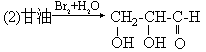 (2)甘油 Br₂+H₂O CH₂-CH-C-H
OH OH O